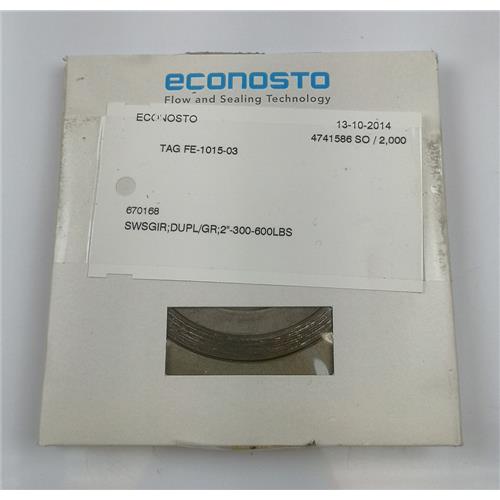 econosto
Flow and Sealing Technology
ECONOSTO 13-10-2014
4741586 SO / 2,000
TAG FE-1015-03
670168
SWSGIR;DUPL/GR;2"-300-600LBS